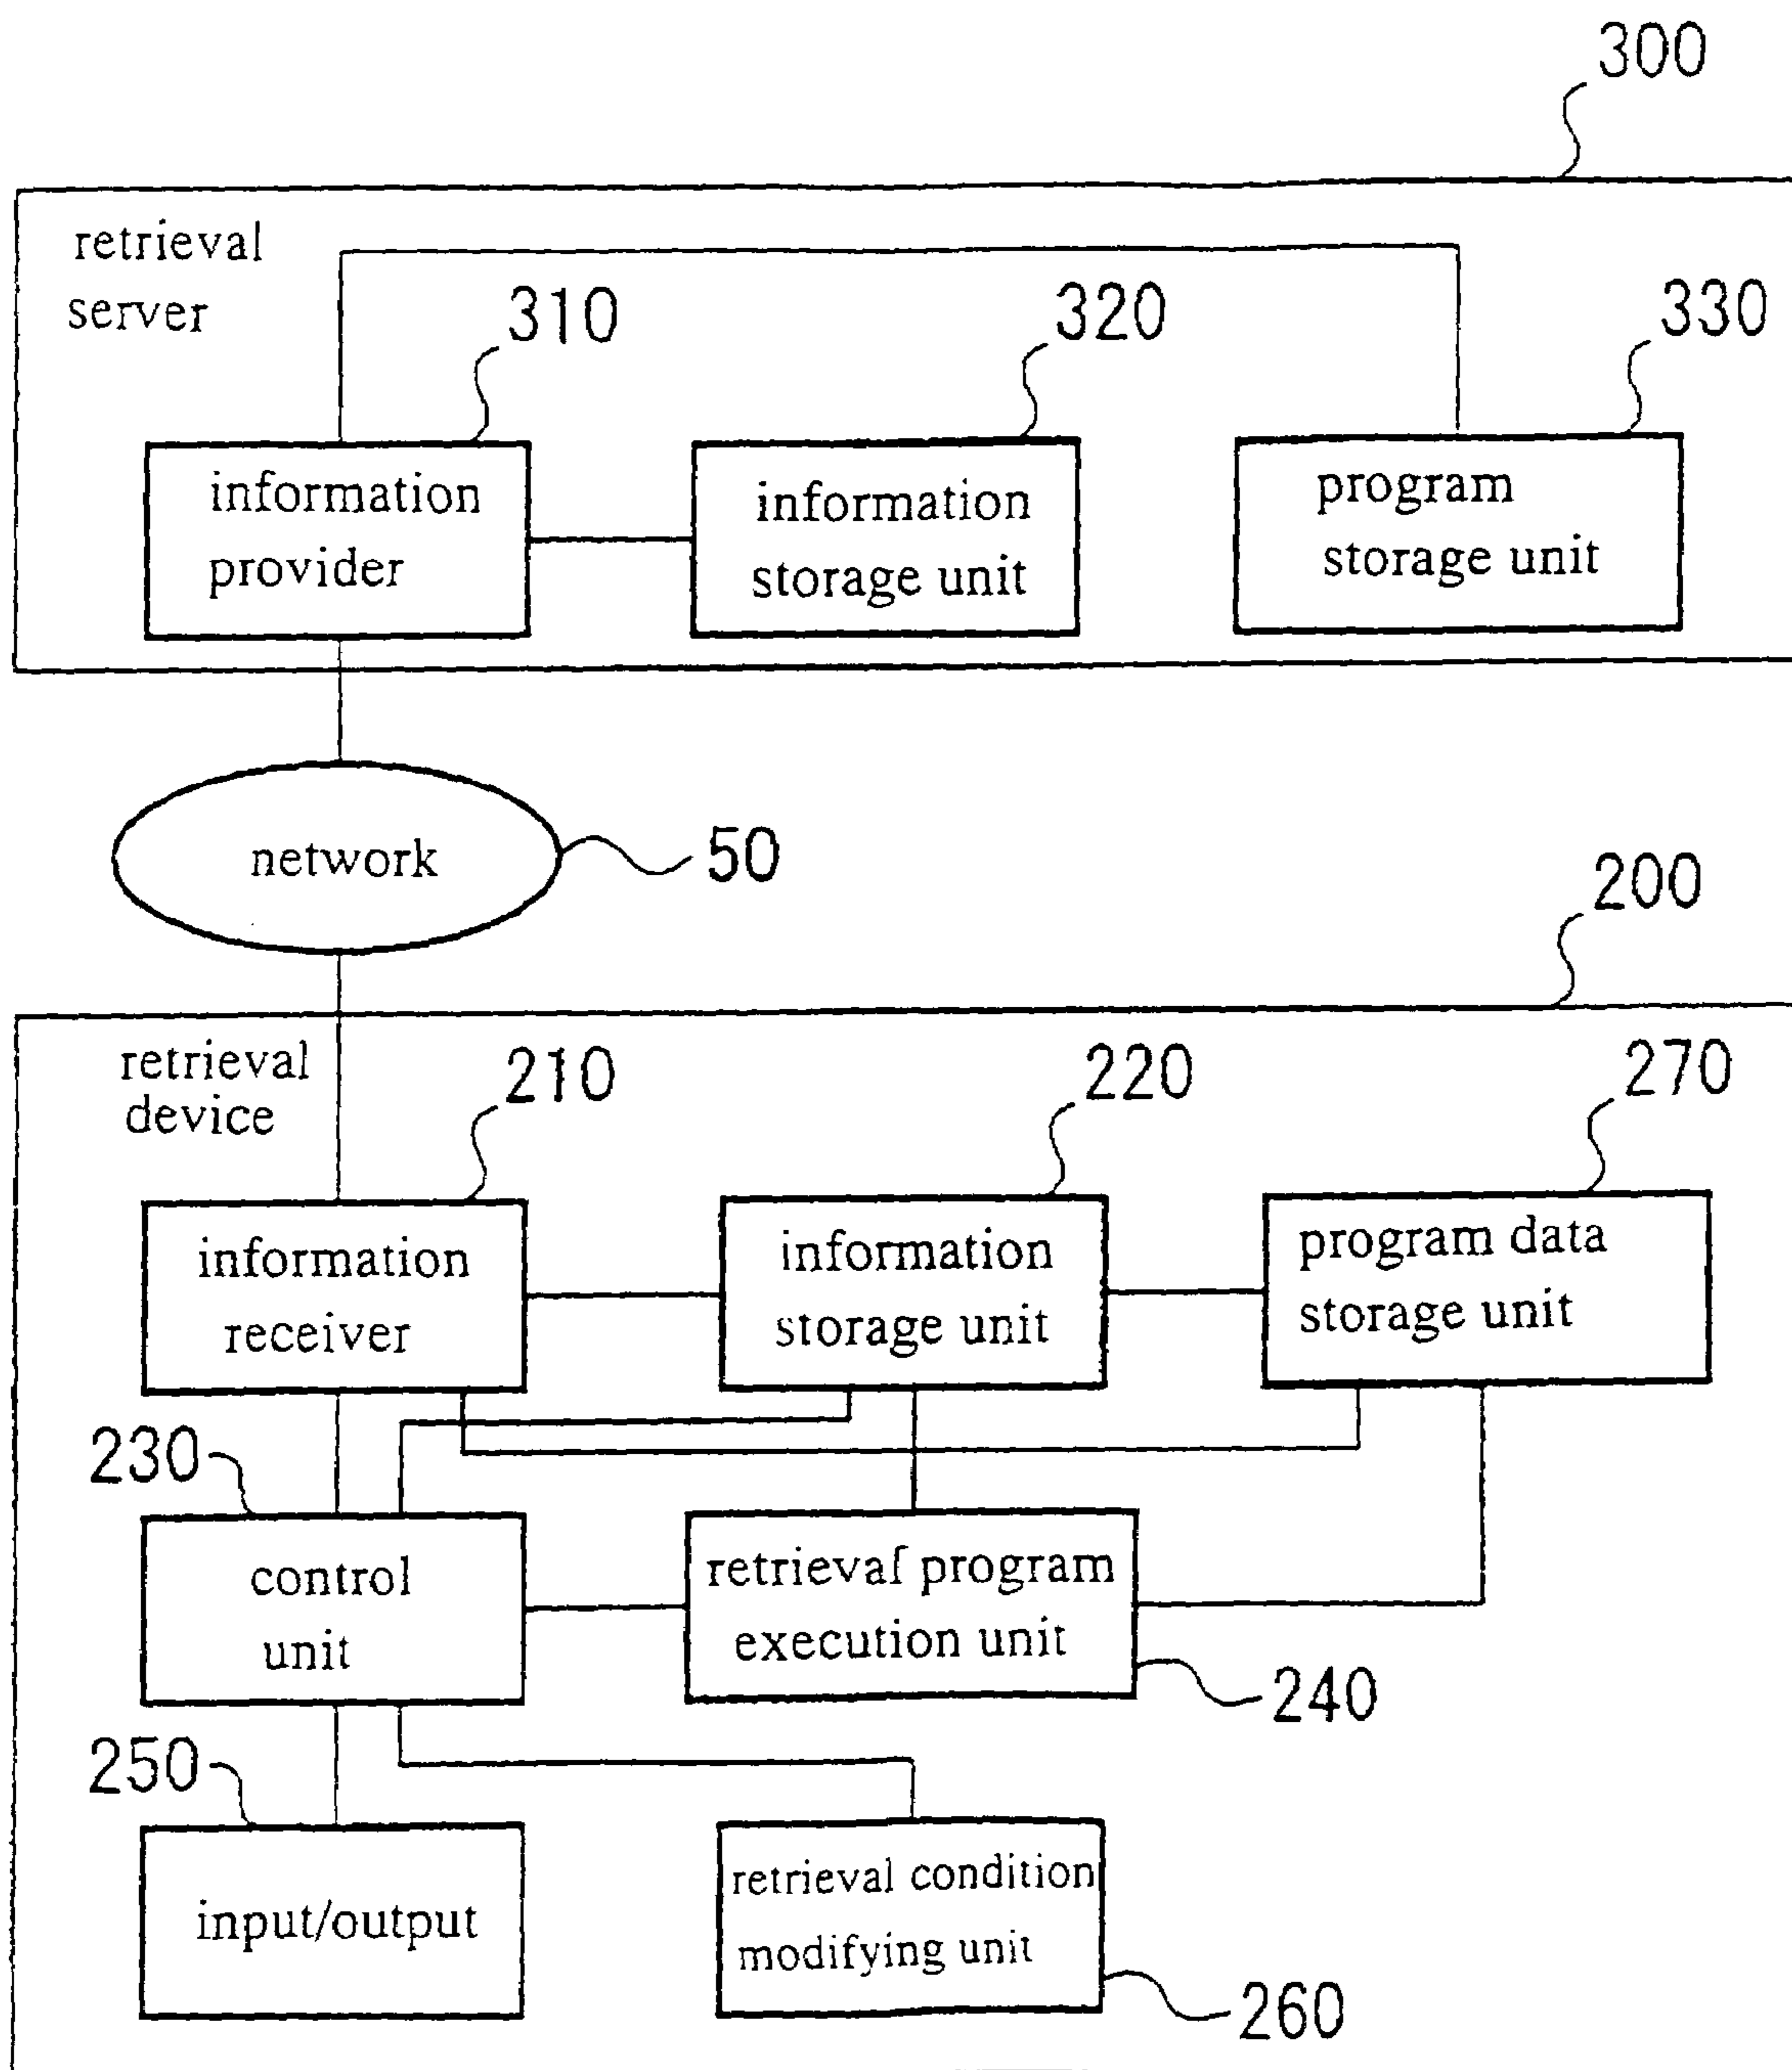 300
retrieval
server
310
320
330
information
provider
information
storage unit
program
storage unit
network
50
200
retrieval
device
210
220
270
information
receiver
information
storage unit
program data
storage unit
230
control
unit
retrieval program
execution unit
240
250
input/output
retrieval condition
modifying unit
260